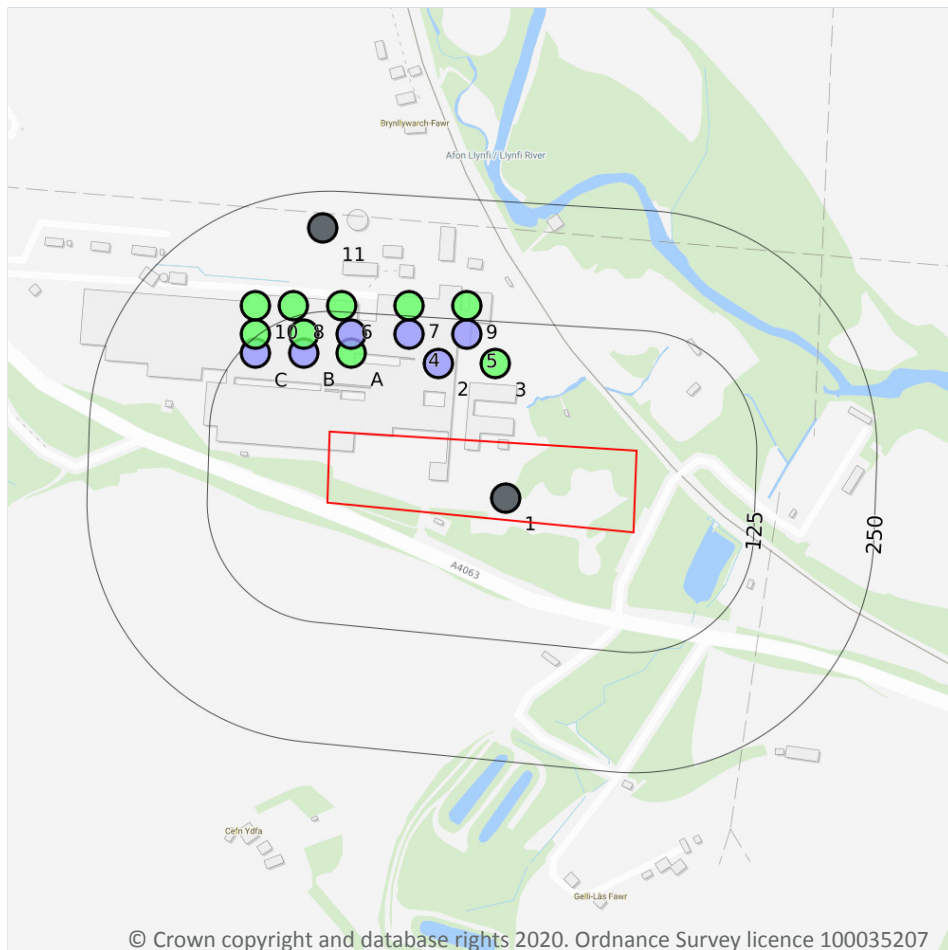 Brynllywarch-Fawr
Afon Llynfi / Llynfi River
11
10
8
6
7
9
4
5
C
B
A
2
3
1
125
250
A4063
Cefn Ydfa
Gelli-Lâs Fawr
© Crown copyright and database rights 2020. Ordnance Survey licence 100035207